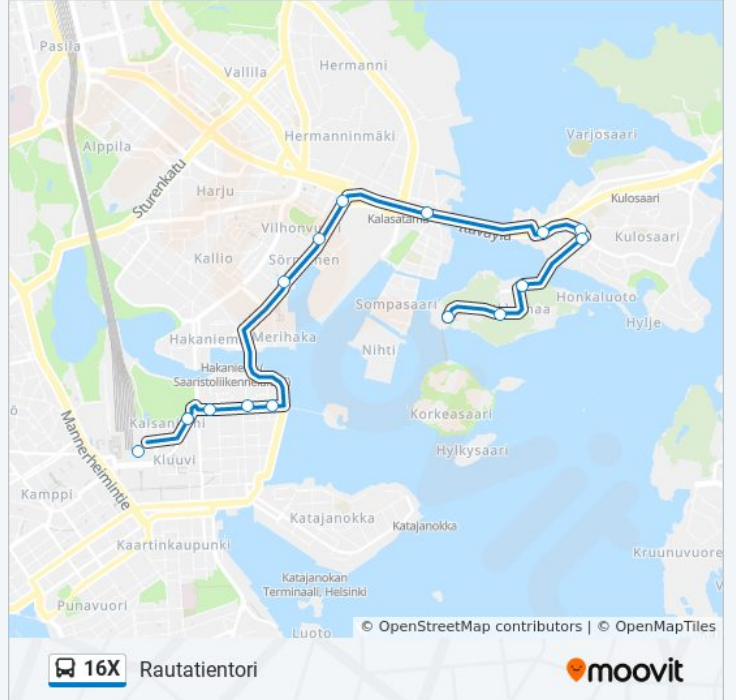 Pasila
Vallila
Hermanni
Hermanninmäki
Varjosaari
Alppila
Sturenkatu
Harju
Kulosaari
Kalasatama
Vilhonvuori
Kulosaari
Kallio
Sörnäinen
Honkaluoto
Sompasaari
Hylje
Hakaniemi
Merihaka
Nihti
Saaristoliikenne
Korkeasaari
Mannerheimintie
Kluuvi
Hylkysaari
Kamppi
Katajanokka
Katajanokka
Kaartinkaupunki
Kruunuvuore
Katajanokan
Terminaali, Helsinki
Punavuori
Luoto
© OpenStreetMap contributors | © OpenMapTiles
16X Rautatientori
moovit